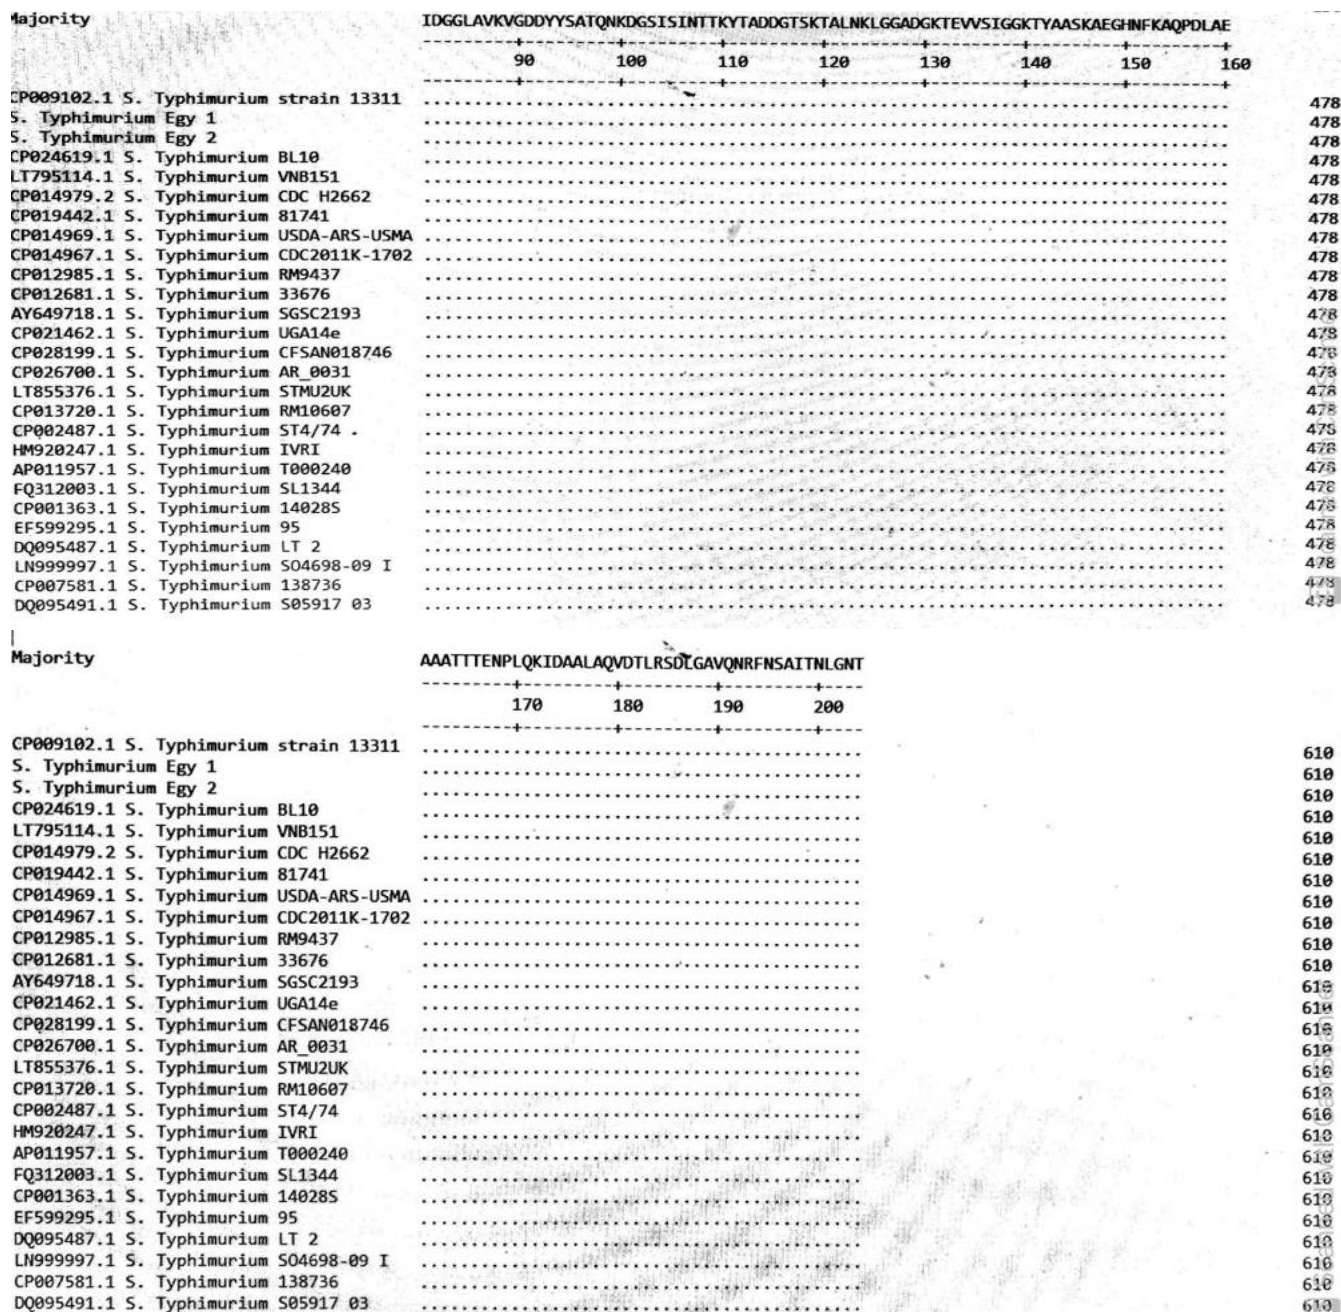 Majority IDGGLAVKVGDDYYSATQNKDGSISINTTKYTADDGTSKTALNKLGGADGKTEVVSIGGKTYAASKAEGHNFKAQPDLAE
---------+---------+---------+---------+---------+---------+---------+---------+
90 100 110 120 130 140 150 160
---------+---------+---------+---------+---------+---------+---------+---------+
CP009102.1 S. Typhimurium strain 13311 ................................................................................ 478
S. Typhimurium Egy 1 ................................................................................ 478
S. Typhimurium Egy 2 ................................................................................ 478
CP024619.1 S. Typhimurium BL10 ................................................................................ 478
LT795114.1 S. Typhimurium VNB151 ................................................................................ 478
CP014979.2 S. Typhimurium CDC H2662 ................................................................................ 478
CP019442.1 S. Typhimurium 81741 ................................................................................ 478
CP014969.1 S. Typhimurium USDA-ARS-USMA ................................................................................ 478
CP014967.1 S. Typhimurium CDC2011K-1702 ................................................................................ 478
CP012985.1 S. Typhimurium RM9437 ................................................................................ 478
CP012681.1 S. Typhimurium 33676 ................................................................................ 478
AY649718.1 S. Typhimurium SGSC2193 ................................................................................ 478
CP021462.1 S. Typhimurium UGA14e ................................................................................ 478
CP028199.1 S. Typhimurium CFSAN018746 ................................................................................ 478
CP026700.1 S. Typhimurium AR_0031 ................................................................................ 478
LT855376.1 S. Typhimurium STMU2UK ................................................................................ 478
CP013720.1 S. Typhimurium RM10607 ................................................................................ 478
CP002487.1 S. Typhimurium ST4/74 ................................................................................ 478
HM920247.1 S. Typhimurium IVRI ................................................................................ 478
AP011957.1 S. Typhimurium T000240 ................................................................................ 478
FQ312003.1 S. Typhimurium SL1344 ................................................................................ 478
CP001363.1 S. Typhimurium 14028S ................................................................................ 478
EF599295.1 S. Typhimurium 95 ................................................................................ 478
DQ095487.1 S. Typhimurium LT 2 ................................................................................ 478
LN999997.1 S. Typhimurium SO4698-09 I ................................................................................ 478
CP007581.1 S. Typhimurium 138736 ................................................................................ 478
DQ095491.1 S. Typhimurium S05917 03 ................................................................................ 478
Majority AAATTTENPLQKIDAALAQVDTLRSDLGAVQNRFNSAITNLGNT
---------+---------+---------+---------+----
170 180 190 200
---------+---------+---------+---------+----
CP009102.1 S. Typhimurium strain 13311 ............................................ 610
S. Typhimurium Egy 1 ............................................ 610
S. Typhimurium Egy 2 ............................................ 610
CP024619.1 S. Typhimurium BL10 ............................................ 610
LT795114.1 S. Typhimurium VNB151 ............................................ 610
CP014979.2 S. Typhimurium CDC H2662 ............................................ 610
CP019442.1 S. Typhimurium 81741 ............................................ 610
CP014969.1 S. Typhimurium USDA-ARS-USMA ............................................ 610
CP014967.1 S. Typhimurium CDC2011K-1702 ............................................ 610
CP012985.1 S. Typhimurium RM9437 ............................................ 610
CP012681.1 S. Typhimurium 33676 ............................................ 610
AY649718.1 S. Typhimurium SGSC2193 ............................................ 610
CP021462.1 S. Typhimurium UGA14e ............................................ 610
CP028199.1 S. Typhimurium CFSAN018746 ............................................ 610
CP026700.1 S. Typhimurium AR_0031 ............................................ 610
LT855376.1 S. Typhimurium STMU2UK ............................................ 610
CP013720.1 S. Typhimurium RM10607 ............................................ 610
CP002487.1 S. Typhimurium ST4/74 ............................................ 610
HM920247.1 S. Typhimurium IVRI ............................................ 610
AP011957.1 S. Typhimurium T000240 ............................................ 610
FQ312003.1 S. Typhimurium SL1344 ............................................ 610
CP001363.1 S. Typhimurium 14028S ............................................ 610
EF599295.1 S. Typhimurium 95 ............................................ 610
DQ095487.1 S. Typhimurium LT 2 ............................................ 610
LN999997.1 S. Typhimurium SO4698-09 I ............................................ 610
CP007581.1 S. Typhimurium 138736 ............................................ 610
DQ095491.1 S. Typhimurium S05917 03 ............................................ 610